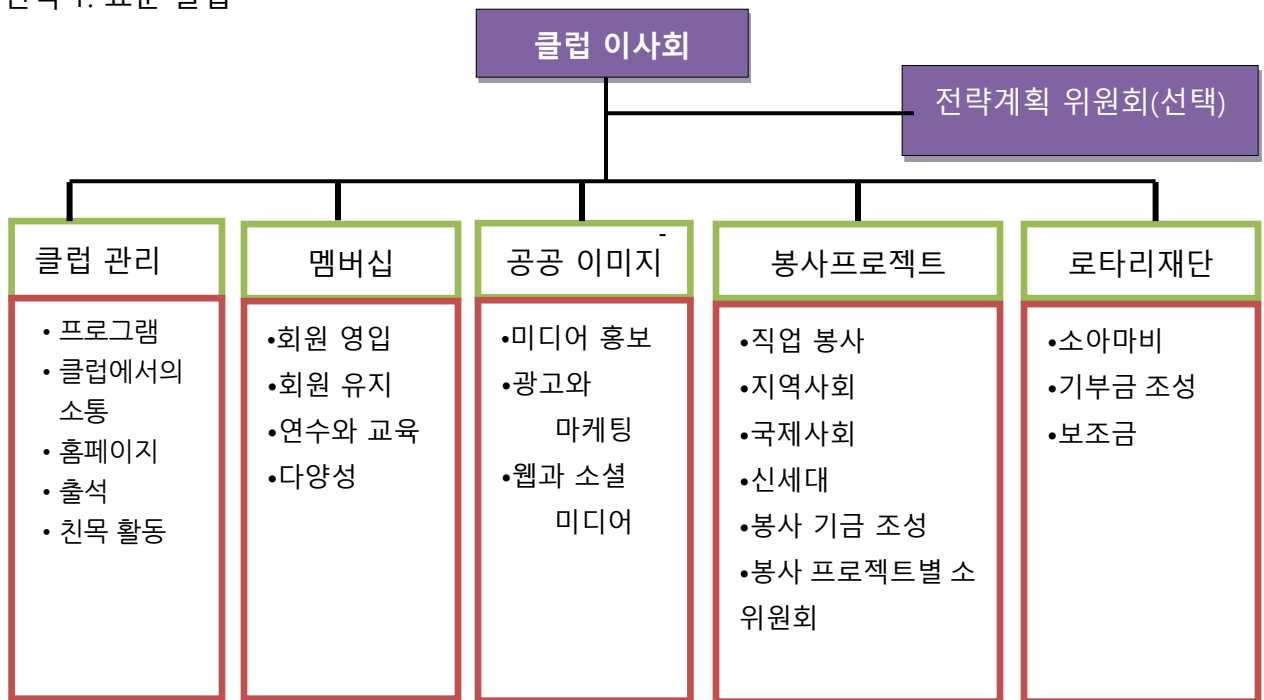 클럽 이사회
전략계획 위원회(선택)
클럽 관리
• 프로그램
• 클럽에서의
소통
• 홈페이지
• 출석
• 친목 활동
멤버십
•회원 영입
•회원 유지
•연수와 교육
•다양성
-
공공 이미지
•미디어 홍보
•광고와
마케팅
•웹과 소셜
미디어
봉사프로젝트
•직업 봉사
•지역사회
•국제사회
•신세대
•봉사 기금 조성
•봉사 프로젝트별 소
위원회
로타리재단
•소아마비
•기부금 조성
•보조금